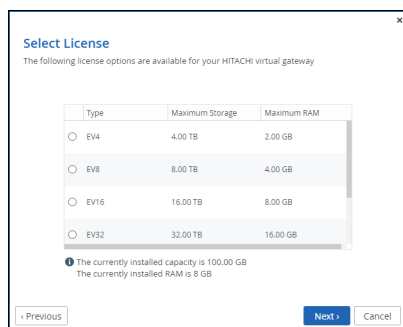 ×
Select License
The following license options are available for your HITACHI virtual gateway
Type Maximum Storage Maximum RAM
EV4 4.00 TB 2.00 GB
EV8 8.00 TB 4.00 GB
EV16 16.00 TB 8.00 GB
EV32 32.00 TB 16.00 GB
The currently installed capacity is 100.00 GB
The currently installed RAM is 8 GB
‹ Previous Next › Cancel